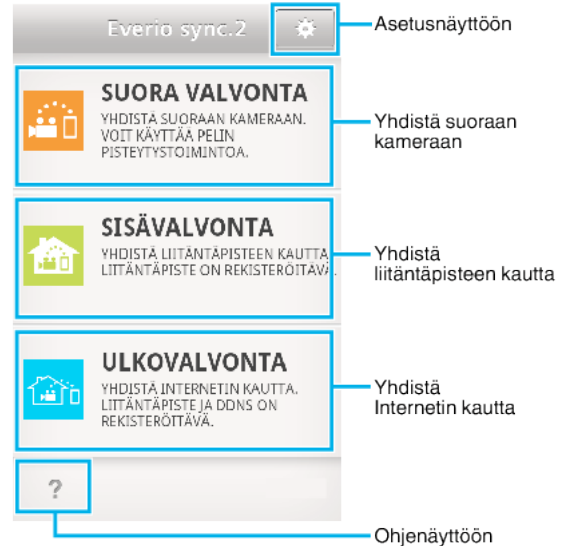 Everio sync.2
Asetusnäyttöön
SUORA VALVONTA
YHDISTÄ SUORAAN KAMERAAN.
VOIT KÄYTTÄÄ PELIN
PISTEYTYSTOIMINTOA.
Yhdistä suoraan
kameraan
SISÄVALVONTA
YHDISTÄ LIITÄNTÄPISTEEN KAUTTA.
LIITÄNTÄPISTE ON REKISTERÖITÄVÄ.
Yhdistä
liitäntäpisteen kautta
ULKOVALVONTA
YHDISTÄ INTERNETIN KAUTTA.
LIITÄNTÄPISTE JA DDNS ON
REKISTERÖTTÄVÄ.
Yhdistä
Internetin kautta
?
Ohjenäyttöön